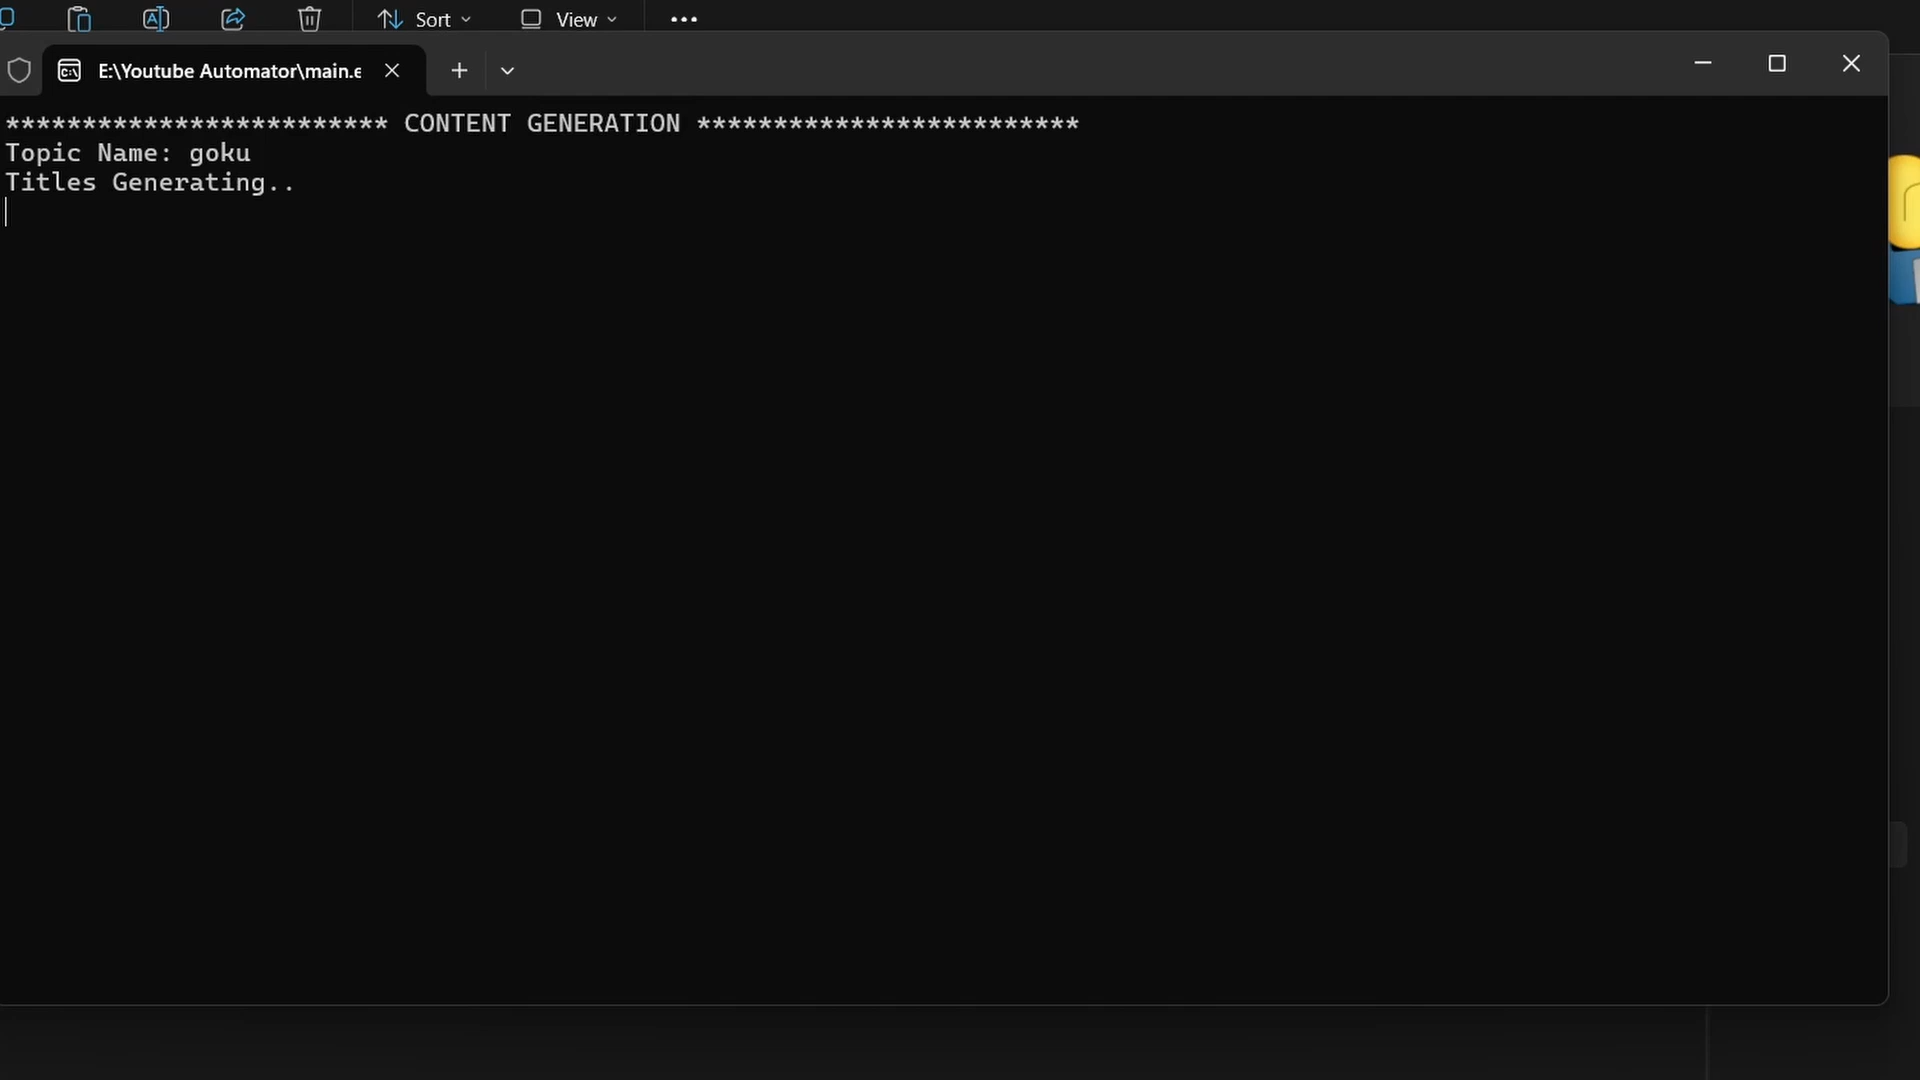 Sort
View
E:\Youtube Automator\main.e
************************* CONTENT GENERATION *************************
Topic Name: goku
Titles Generating..